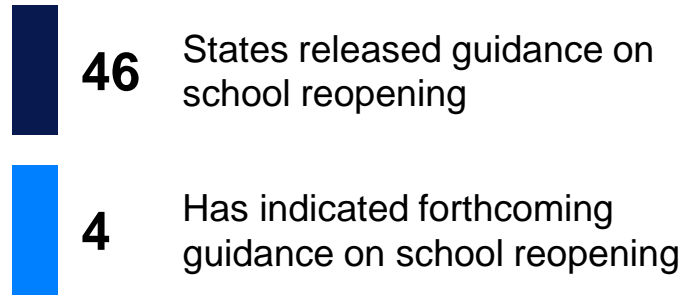 46
States released guidance on
school reopening
4
Has indicated forthcoming
guidance on school reopening